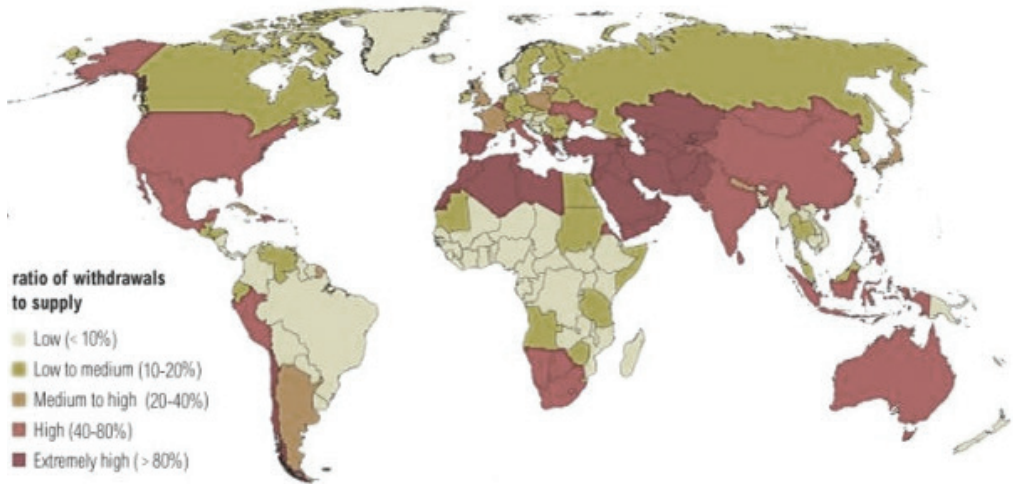 ratio of withdrawals
to supply
Low (< 10%)
Low to medium (10-20%)
Medium to high (20-40%)
High (40-80%)
Extremely high (> 80%)